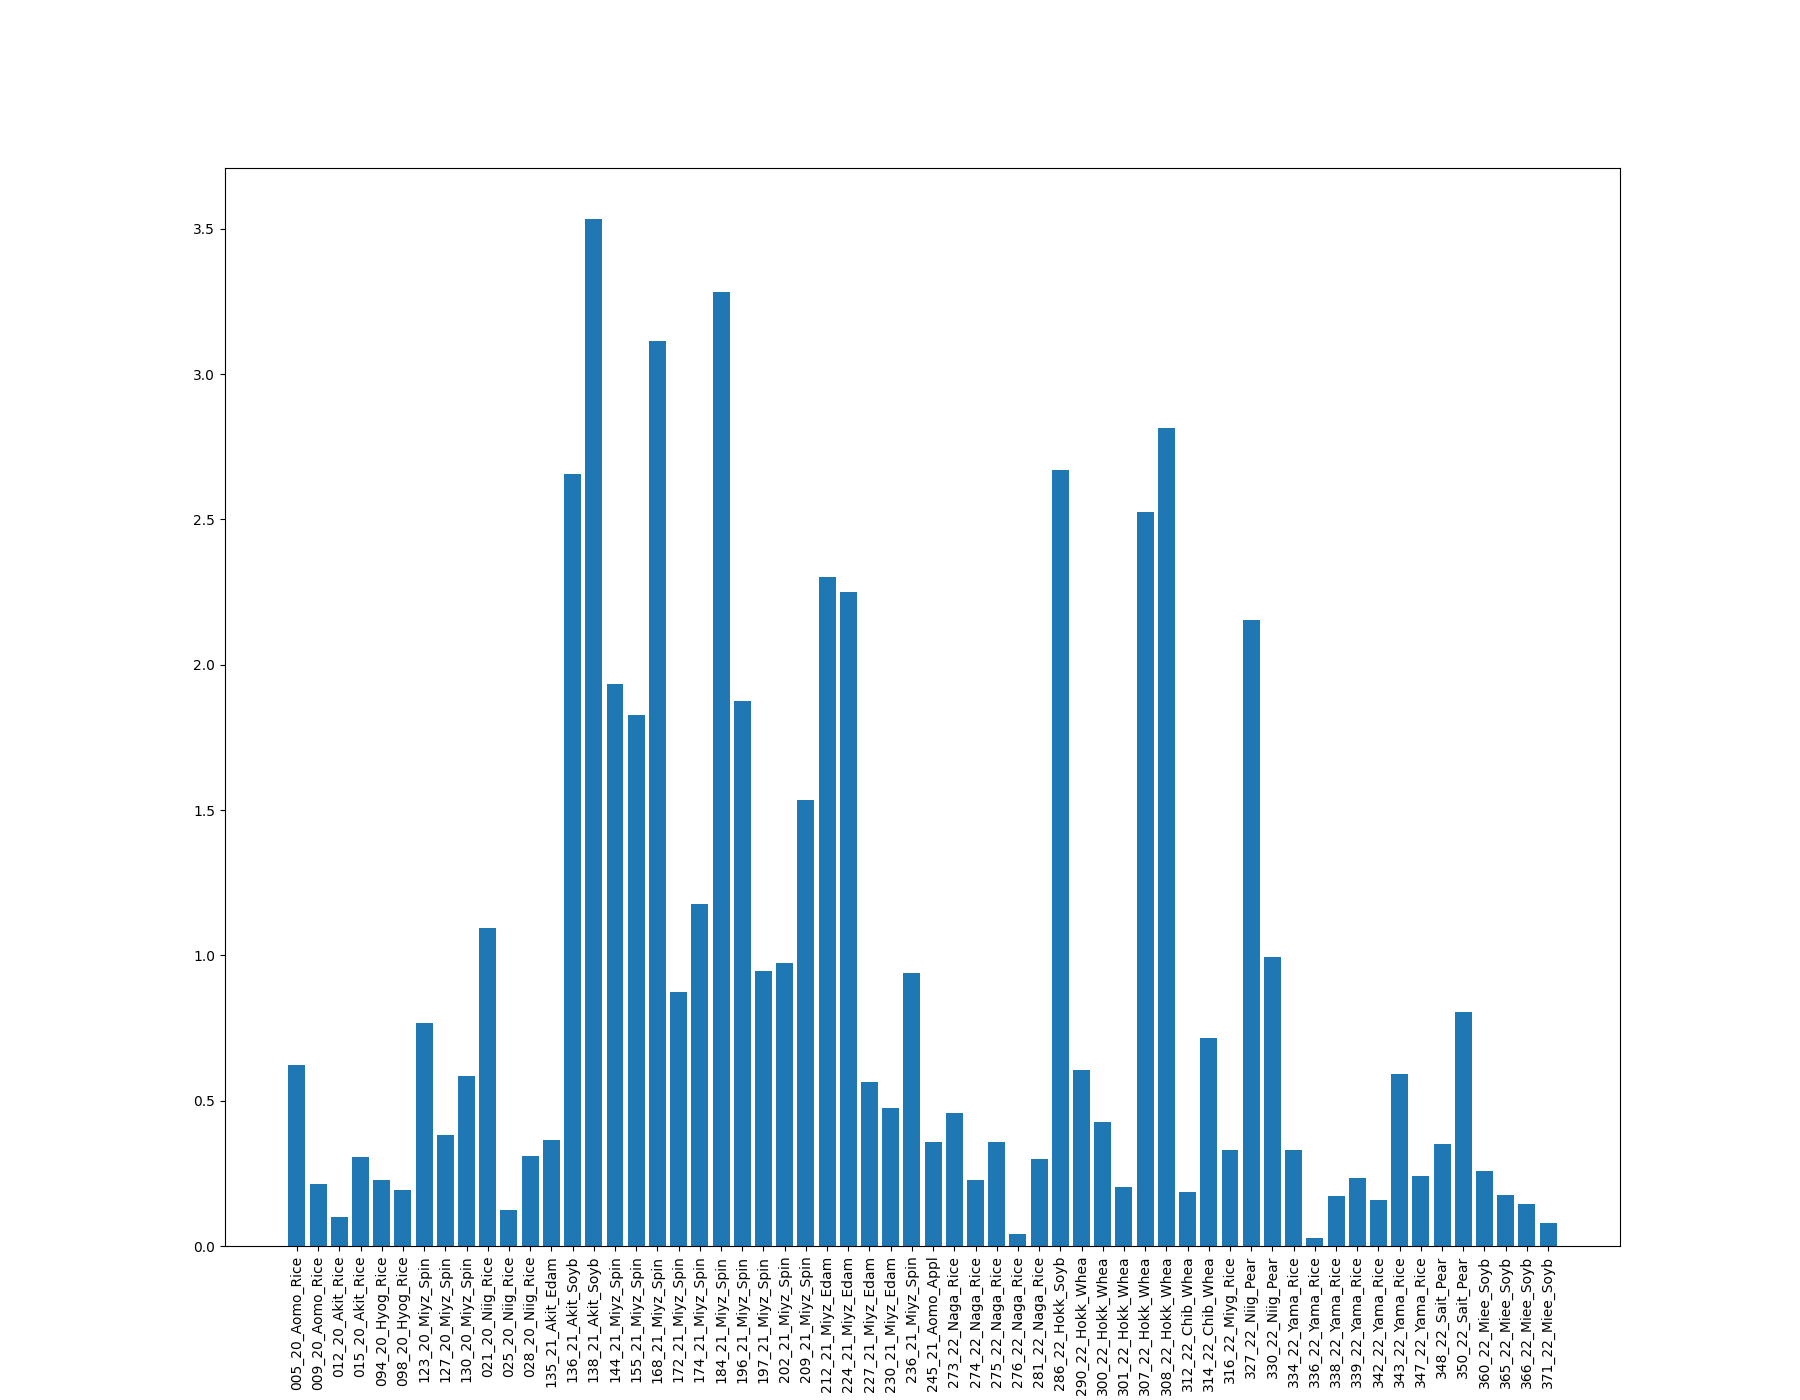 3.5
3.0
2.5
2.0
1.5
1.0
0.5
0.0
005_20_Aomo_Rice
009_20_Aomo_Rice
012_20_Akit_Rice
015_20_Akit_Rice
094_20_Hyog_Rice
098_20_Hyog_Rice
123_20_Miyz_Spin
127_20_Miyz_Spin
130_20_Miyz_Spin
021_20_Niig_Rice
025_20_Niig_Rice
028_20_Niig_Rice
135_21_Akit_Edam
136_21_Akit_Soyb
138_21_Akit_Soyb
144_21_Miyz_Spin
155_21_Miyz_Spin
168_21_Miyz_Spin
172_21_Miyz_Spin
174_21_Miyz_Spin
184_21_Miyz_Spin
196_21_Miyz_Spin
197_21_Miyz_Spin
202_21_Miyz_Spin
209_21_Miyz_Spin
212_21_Miyz_Edam
224_21_Miyz_Edam
227_21_Miyz_Edam
230_21_Miyz_Edam
236_21_Miyz_Spin
245_21_Aomo_Appl
273_22_Naga_Rice
274_22_Naga_Rice
275_22_Naga_Rice
276_22_Naga_Rice
281_22_Naga_Rice
286_22_Hokk_Soyb
290_22_Hokk_Whea
300_22_Hokk_Whea
301_22_Hokk_Whea
307_22_Hokk_Whea
308_22_Hokk_Whea
312_22_Chib_Whea
314_22_Chib_Whea
316_22_Miyg_Rice
327_22_Niig_Pear
330_22_Niig_Pear
334_22_Yama_Rice
336_22_Yama_Rice
338_22_Yama_Rice
339_22_Yama_Rice
342_22_Yama_Rice
343_22_Yama_Rice
347_22_Yama_Rice
348_22_Sait_Pear
350_22_Sait_Pear
360_22_Miee_Soyb
365_22_Miee_Soyb
366_22_Miee_Soyb
371_22_Miee_Soyb